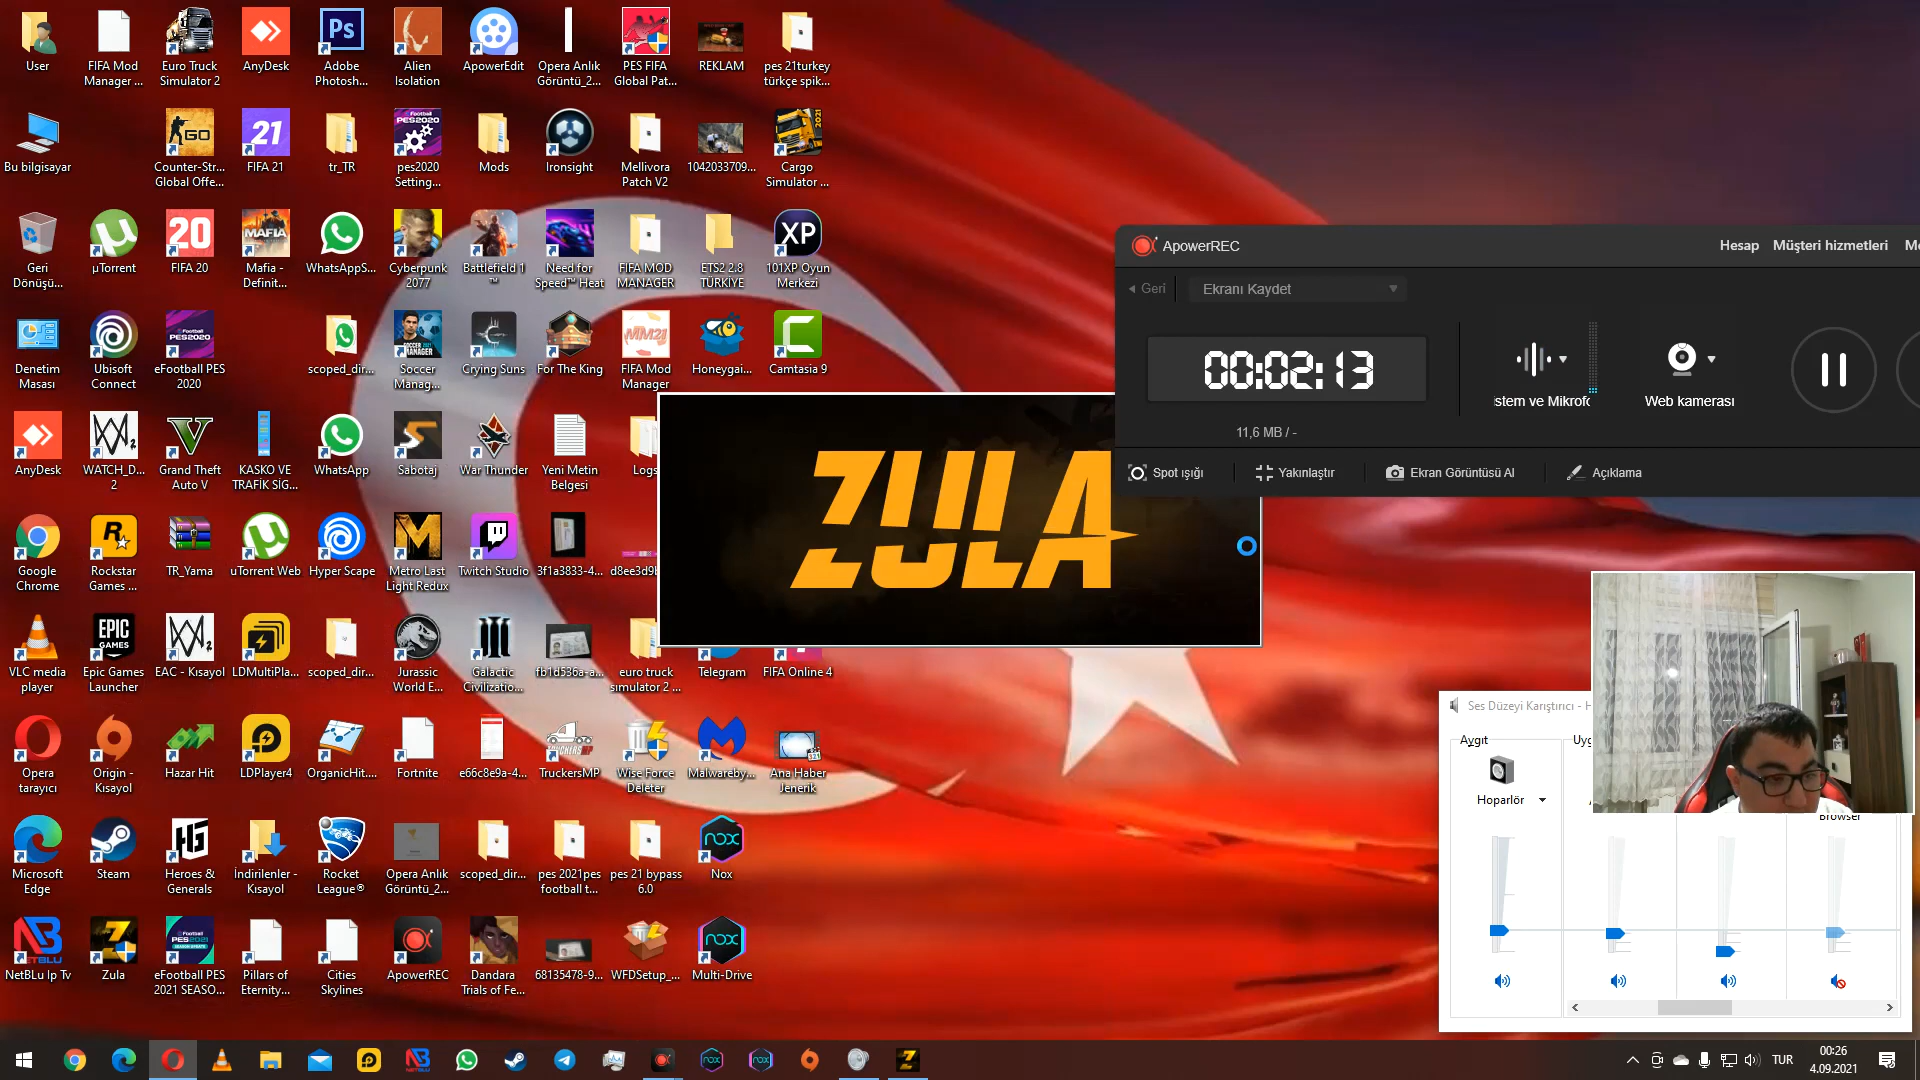 User
FIFA Mod
Manager ...
Euro Truck
Simulator 2
AnyDesk
Adobe
Photosh...
Alien
Isolation
ApowerEdit
Opera Anlık
Görüntü_2...
PES FIFA
Global Pat...
REKLAM
pes 21turkey
türkçe spik...
Bu bilgisayar
Counter-Str...
Global Offe...
FIFA 21
tr_TR
pes2020
Setting...
Mods
Ironsight
Mellivora
Patch V2
1042033709...
Cargo
Simulator ...
Geri
Dönüşü...
µTorrent
FIFA 20
Mafia -
Definit...
WhatsAppS...
Cyberpunk
2077
Battlefield 1
™
Need for
Speed™ Heat
FIFA MOD
MANAGER
ETS2 2.8
TURKIYE
101XP Oyun
Merkezi
Denetim
Masası
Ubisoft
Connect
eFootball PES
2020
scoped_dir...
Soccer
Manag...
Crying Suns
For The King
FIFA Mod
Manager
Honeygai...
Camtasia 9
AnyDesk
WATCH_D...
2
Grand Theft
Auto V
KASKO VE
TRAFİK SİG...
WhatsApp
Sabotaj
War Thunder
Yeni Metin
Belgesi
Logs
Google
Chrome
Rockstar
Games ...
TR_Yama
uTorrent Web
Hyper Scape
Metro Last
Light Redux
Twitch Studio
3f1a3833-4...
d8ee3d9b
VLC media
player
Epic Games
Launcher
EAC - Kısayol
LDMultiPla...
scoped_dir...
Jurassic
World E...
Galactic
Civilizatio...
fb1d536a-a...
euro truck
sımulator 2 ...
Telegram
FIFA Online 4
Opera
tarayıcı
Origin -
Kısayol
Hazar Hit
LDPlayer4
OrganicHit....
Fortnite
e66c8e9a-4...
TruckersMP
Wise Force
Deleter
Malwareby...
Ana Haber
Jenerik
Microsoft
Edge
Steam
Heroes &
Generals
İndirilenler -
Kısayol
Rocket
League®
Opera Anlık
Görüntü_2...
scoped_dir...
pes 2021pes
football t...
pes 21 bypass
6.0
Nox
NetBLu Ip Tv
Zula
eFootball PES
2021 SEASO...
Pillars of
Eternity...
Cities
Skylines
ApowerREC
Dandara
Trials of Fe...
68135478-9...
WFDSetup_...
Multi-Drive
ZULA
ApowerREC
Hesap
Müşteri hizmetleri
Geri
Ekranı Kaydet
00:02:13
11,6 MB / -
istem ve Mikrofo
Web kamerası
Spot ışığı
Yakınlaştır
Ekran Görüntüsü Al
Açıklama
Ses Düzeyi Karıştırıcı - H
Aygıt
Uyg
Hoparlör
Browser
TUR
00:26
4.09.2021